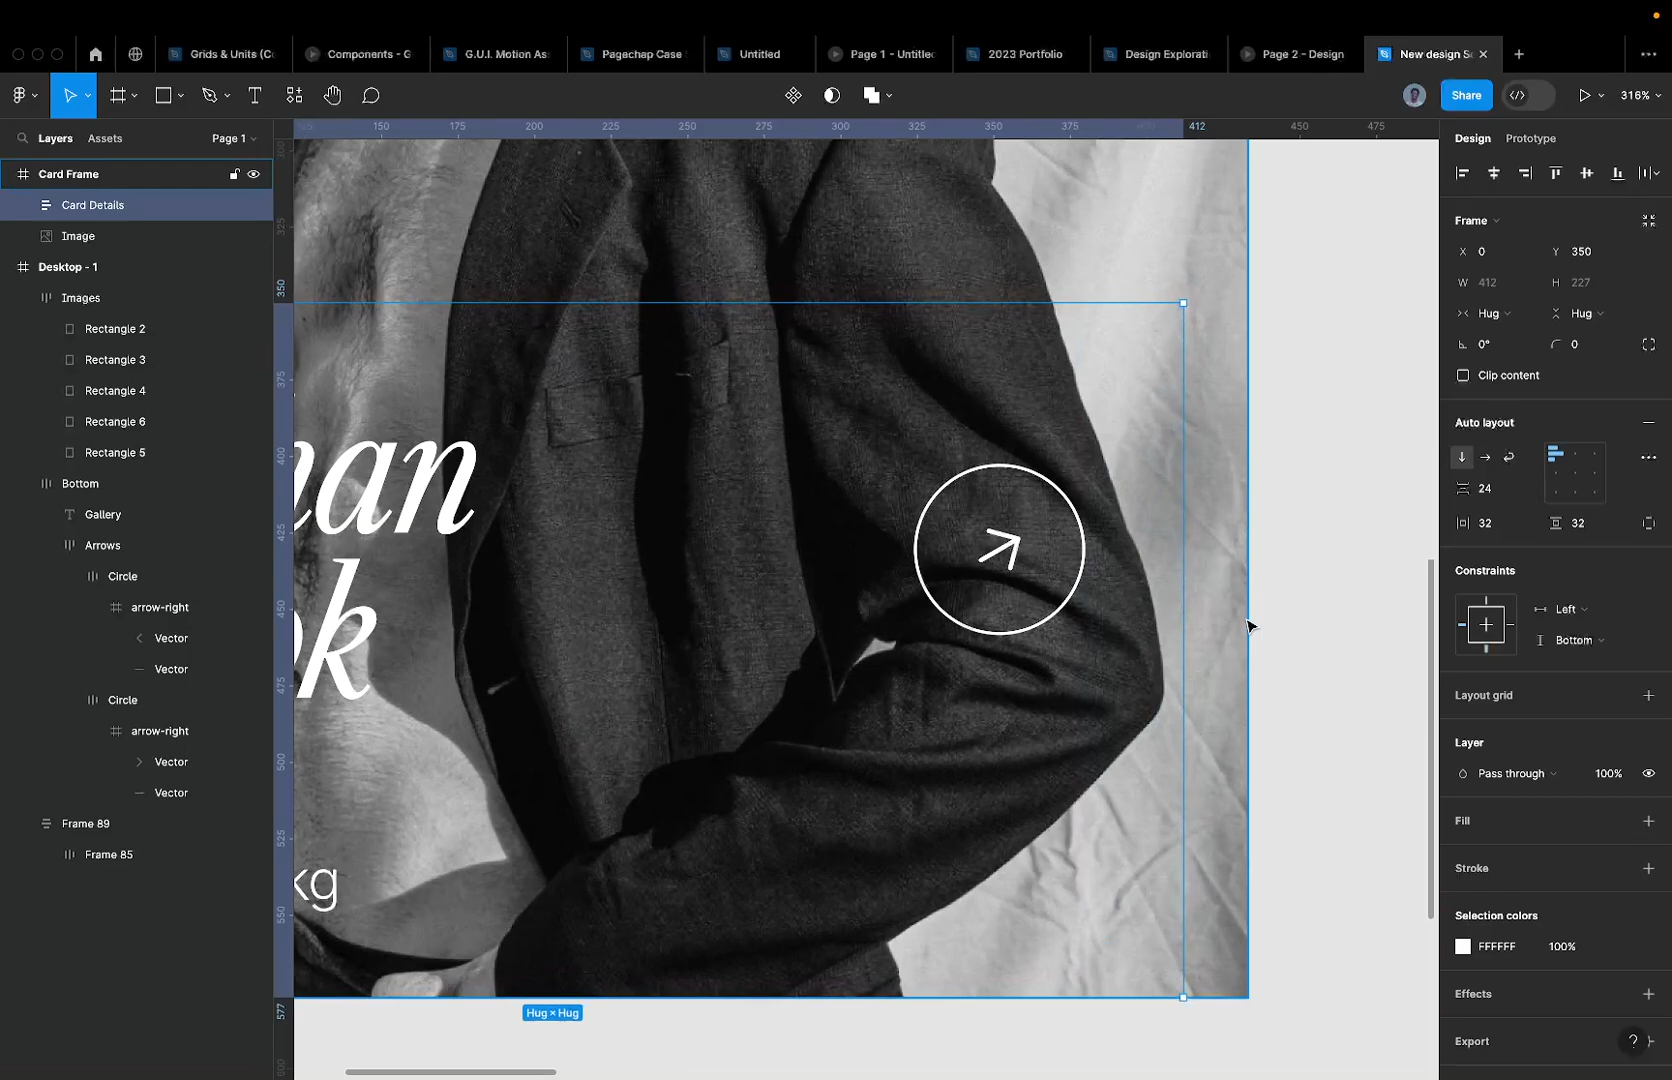 Grids & Units (Co
Components - G
G.U.I. Motion As
Pagechap Case
Untitled
Page 1 - Untitled
2023 Portfolio
Design Explorati
Page 2 - Design
New design S
Share
316%
Layers
Assets
Page 1
150
175
200
225
250
275
300
325
350
375
412
450
475
Card Frame
Card Details
Image
Desktop - 1
Images
Rectangle 2
Rectangle 3
Rectangle 4
Rectangle 6
Rectangle 5
Bottom
Gallery
Arrows
Circle
arrow-right
Vector
Vector
Circle
arrow-right
Vector
Vector
Frame 89
Frame 85
300
325
350
375
400
425
450
475
500
525
550
577
600
an
k
kg
Hug × Hug
Design
Prototype
Frame
X 0
Y 350
W 412
H 227
Hug
Hug
0°
0
Clip content
Auto layout
24
32
32
Constraints
Left
Bottom
Layout grid
Layer
Pass through
100%
Fill
Stroke
Selection colors
FFFFFF
100%
Effects
Export
?